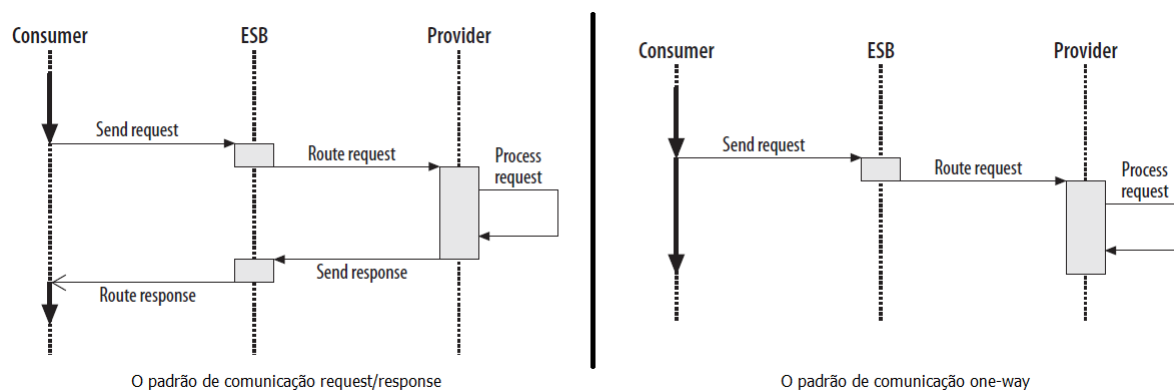 Consumer
ESB
Provider
Send request
Route request
Process
request
Send response
Route response
O padrão de comunicação request/response
Consumer
ESB
Provider
Send request
Route request
Process
request
O padrão de comunicação one-way